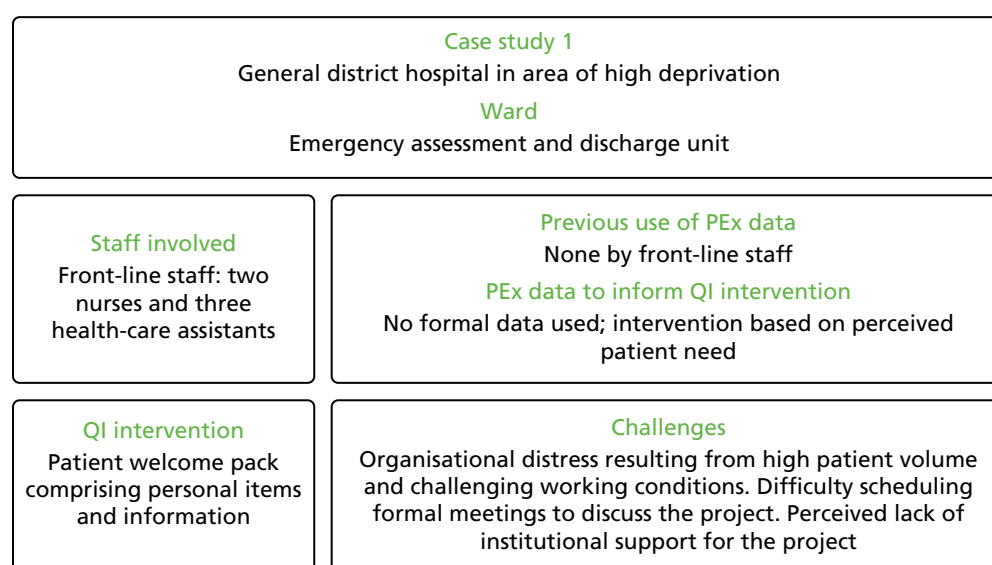 Case study 1
General district hospital in area of high deprivation
Ward
Emergency assessment and discharge unit
Staff involved
Front-line staff: two
nurses and three
health-care assistants
Previous use of PEx data
None by front-line staff
PEx data to inform QI intervention
No formal data used; intervention based on perceived
patient need
QI intervention
Patient welcome pack
comprising personal items
and information
Challenges
Organisational distress resulting from high patient volume
and challenging working conditions. Difficulty scheduling
formal meetings to discuss the project. Perceived lack of
institutional support for the project